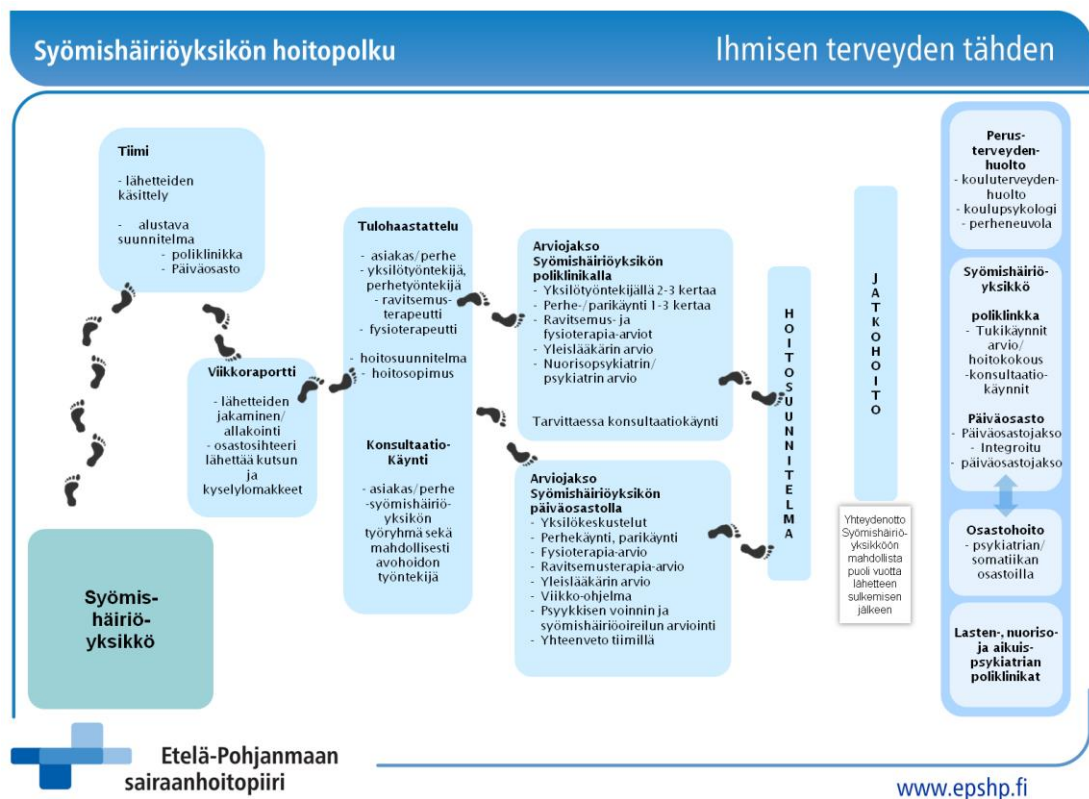 Syömishäiriöyksikön hoitopolku
Ihmisen terveyden tähden
Tiimi
- lähetteiden
käsittely
- alustava
suunnitelma
- poliklinikka
- Päiväosasto
Viikkoraportti
- lähetteiden
jakaminen/
allakointi
- osastosihteeri
lähettää kutsun
ja
kyselylomakkeet
Syömis-
häiriö-
yksikkö
Tulohaastattelu
- asiakas/perhe
- yksilötyöntekijä,
perhetyöntekijä
- ravitsemus-
terapeutti
- fysioterapeutti
- hoitosuunnitelma
- hoitosopimus
Konsultaatio-
Käynti
- asiakas/perhe
-syömishäiriö-
yksikön
työryhmä sekä
mahdollisesti
avohoidon
työntekijä
Arviojakso
Syömishäiriöyksikön
poliklinikalla
- Yksilötyöntekijällä 2-3 kertaa
- Perhe-/parikäynti 1-3 kertaa
- Ravitsemus- ja
fysioterapia-arviot
- Yleislääkärin arvio
- Nuorisopsykiatrin/
psykiatrin arvio
Tarvittaessa konsultaatiokäynti
Arviojakso
Syömishäiriöyksikön
päiväosastolla
- Yksilökeskustelut
- Perhekäynti, parikäynti
- Fysioterapia-arvio
- Ravitsemusterapia-arvio
- Yleislääkärin arvio
- Viikko-ohjelma
- Psyykkisen voinnin ja
syömishäiriöoireilun arviointi
- Yhteenveto tiimillä
HOITOSUUNNITELMA
JATKOHOITO
Yhteydenotto
Syömishäiriö-
yksikköön
mahdollista
puoli vuotta
lähetteen
sulkemisen
jälkeen
Perus-
terveyden-
huolto
- kouluterveyden-
huolto
- koulupsykologi
- perheneuvola
Syömishäiriö-
yksikkö
poliklinkka
- Tukikäynnit
arvio/
hoitokokous
-konsultaatio-
käynnit
Päiväosasto
- Päiväosastojakso
- Integroitu
- päiväosastojakso
Osastohoito
- psykiatrian/
somatiikan
osastoilla
Lasten-, nuoriso-
ja aikuis-
psykiatrian
poliklinikat
Etelä-Pohjanmaan
sairaanhoitopiiri
www.epshp.fi